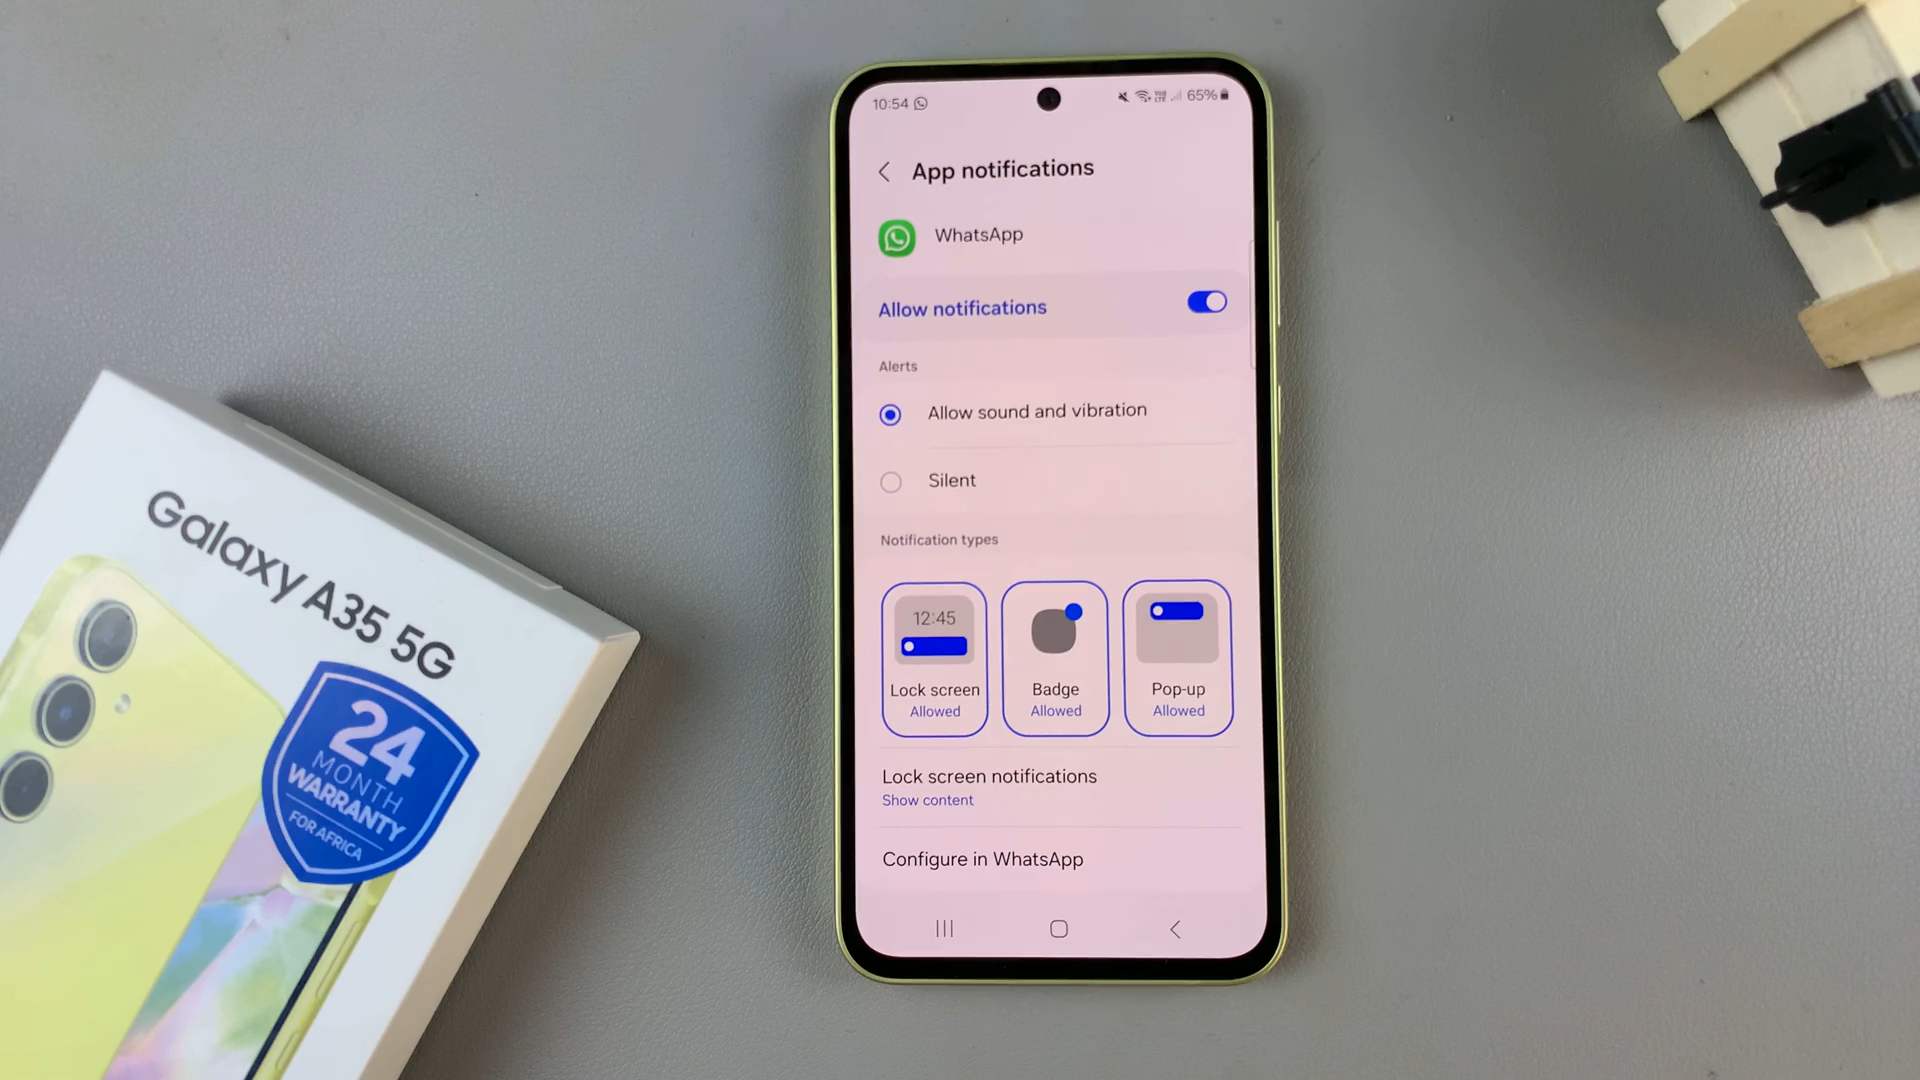 Galaxy A35 5G
24
MONTH
WARRANTY
FOR AFRICA
10:54
65%
App notifications
WhatsApp
Allow notifications
Alerts
Allow sound and vibration
Silent
Notification types
12:45
Lock screen
Allowed
Badge
Allowed
Pop-up
Allowed
Lock screen notifications
Show content
Configure in WhatsApp